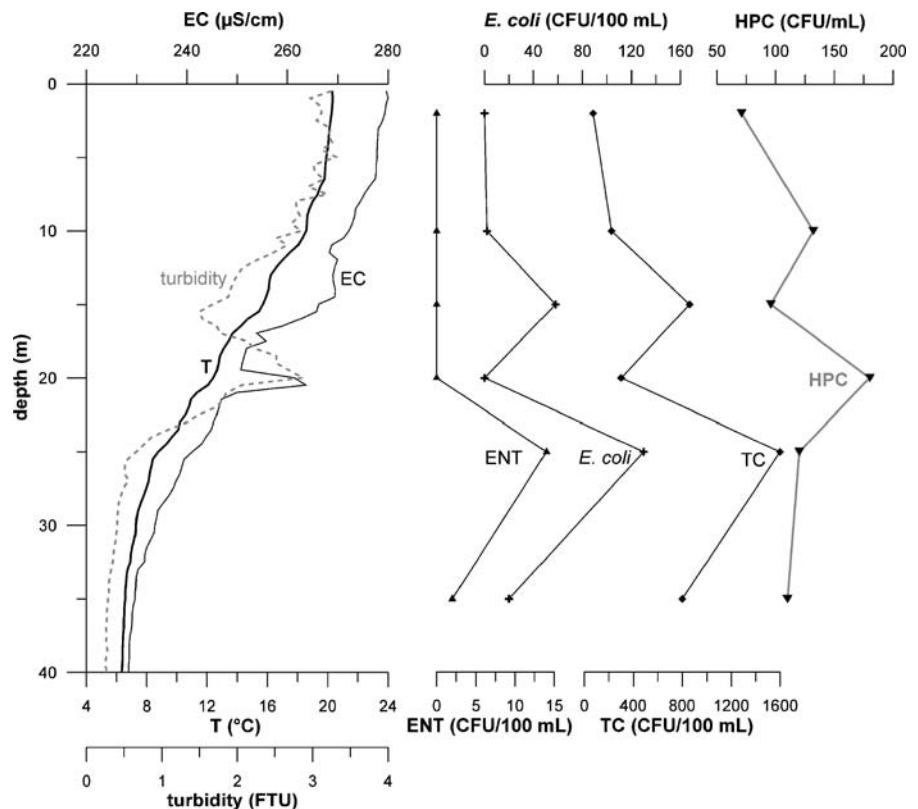 EC (µS/cm) E. coli (CFU/100 mL) HPC (CFU/mL)
220 240 260 280 0 40 80 120 160 50 100 150 200
0
10
20
30
40
depth (m)
turbidity
EC
T
HPC
ENT
E. coli
TC
4 8 12 16 20 24 0 5 10 15 0 400 800 1200 1600
T (°C) ENT (CFU/100 mL) TC (CFU/100 mL)
0 1 2 3 4
turbidity (FTU)